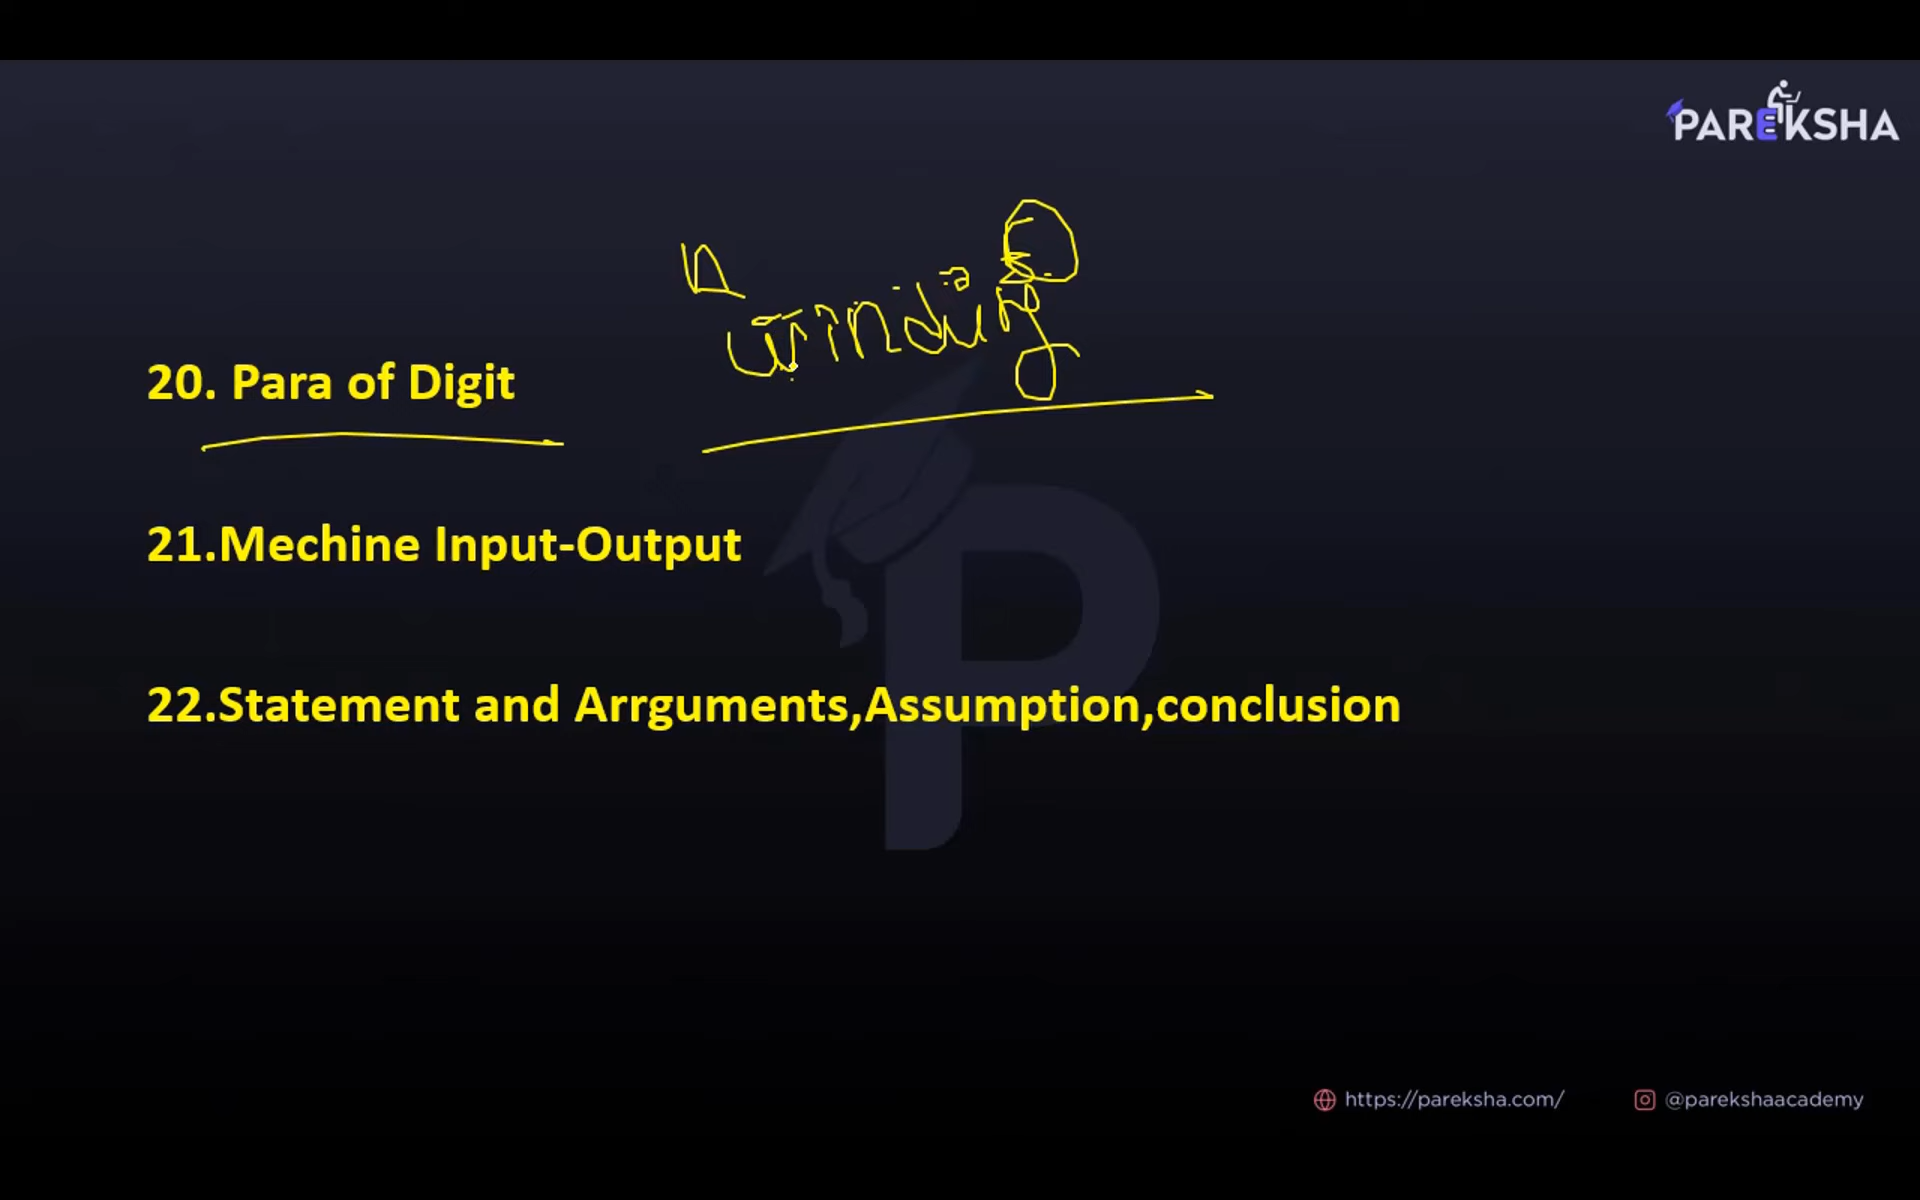 PAREKSHA
20. Para of Digit
21.Mechine Input-Output
22.Statement and Arrguments,Assumption,conclusion
https://pareksha.com/
@parekshaacademy